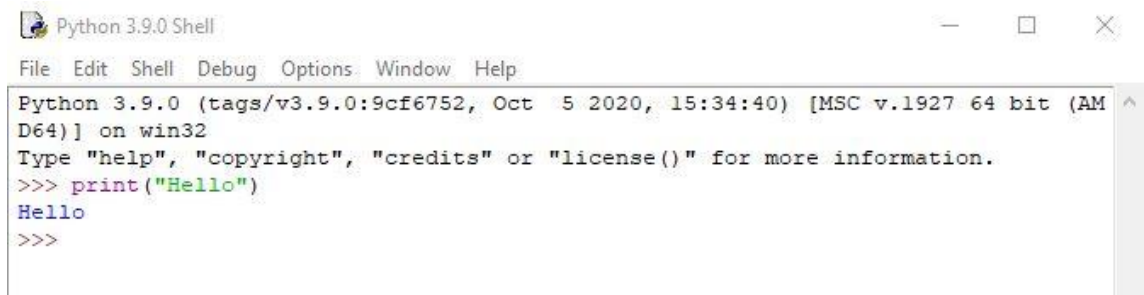 Python 3.9.0 Shell
File Edit Shell Debug Options Window Help
Python 3.9.0 (tags/v3.9.0:9cf6752, Oct  5 2020, 15:34:40) [MSC v.1927 64 bit (AM
D64)] on win32
Type "help", "copyright", "credits" or "license()" for more information.
>>> print("Hello")
Hello
>>>